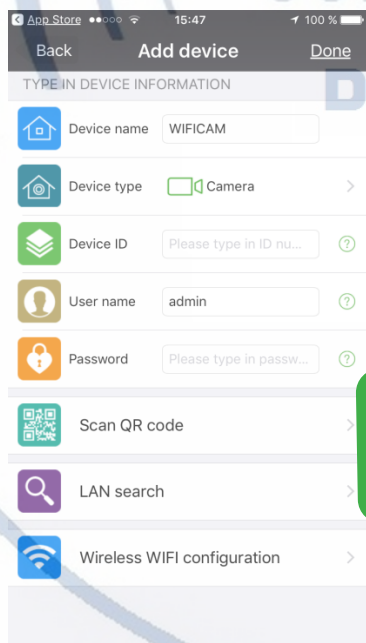 App Store 15:47 100 %
Back Add device Done
TYPE IN DEVICE INFORMATION
Device name WIFICAM
Device type Camera
Device ID Please type in ID nu...
User name admin
Password Please type in passw...
Scan QR code
LAN search
Wireless WIFI configuration